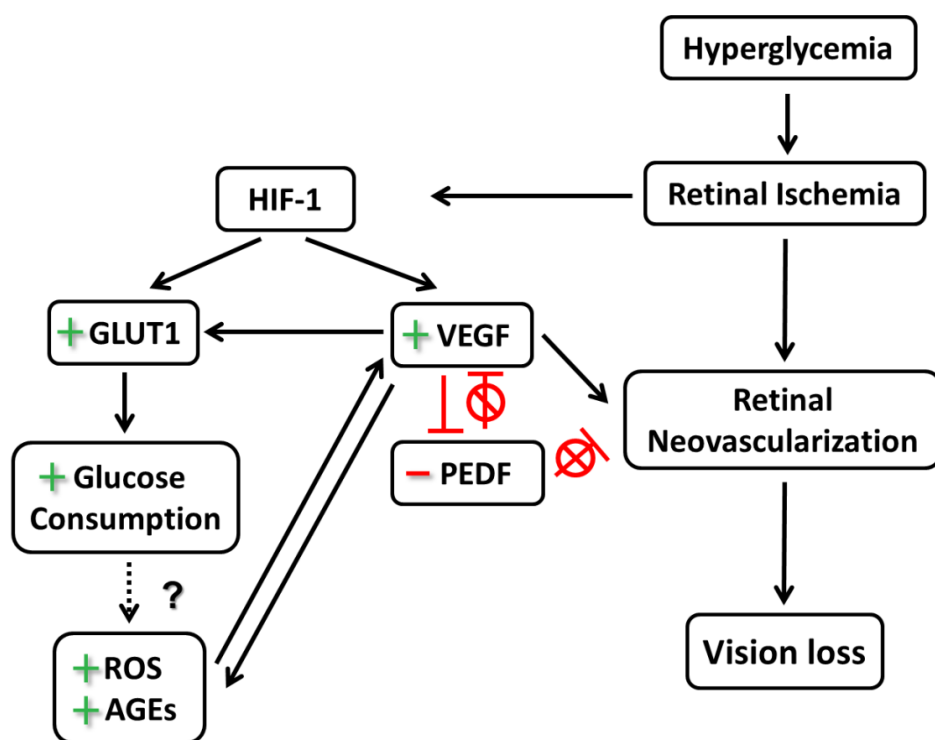 Hyperglycemia
Retinal Ischemia
HIF-1
+ GLUT1
+ VEGF
Retinal
Neovascularization
− PEDF
+ Glucose
Consumption
?
+ ROS
+ AGEs
Vision loss